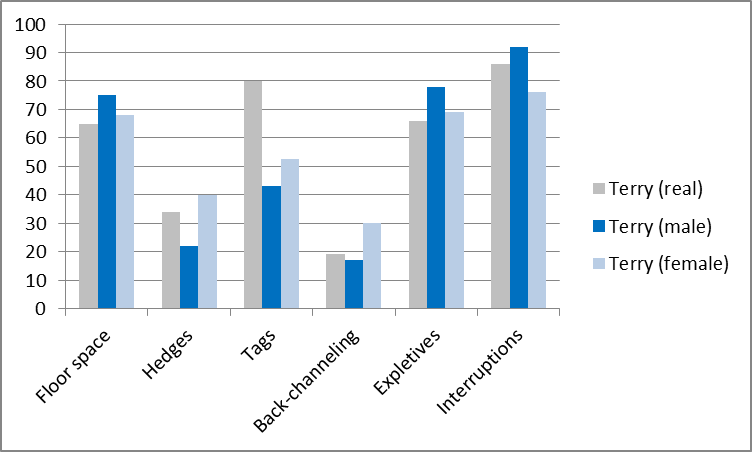 100
90
80
70
60
50
40
30
20
10
0
Floor space
Hedges
Tags
Back-channeling
Expletives
Interruptions
Terry (real)
Terry (male)
Terry (female)